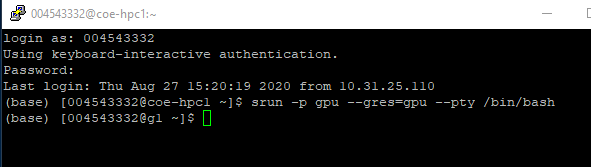 004543332@coe-hpc1:~
login as: 004543332
Using keyboard-interactive authentication.
Password:
Last login: Thu Aug 27 15:20:19 2020 from 10.31.25.110
(base) [004543332@coe-hpc1 ~]$ srun -p gpu --gres=gpu --pty /bin/bash
(base) [004543332@g1 ~]$